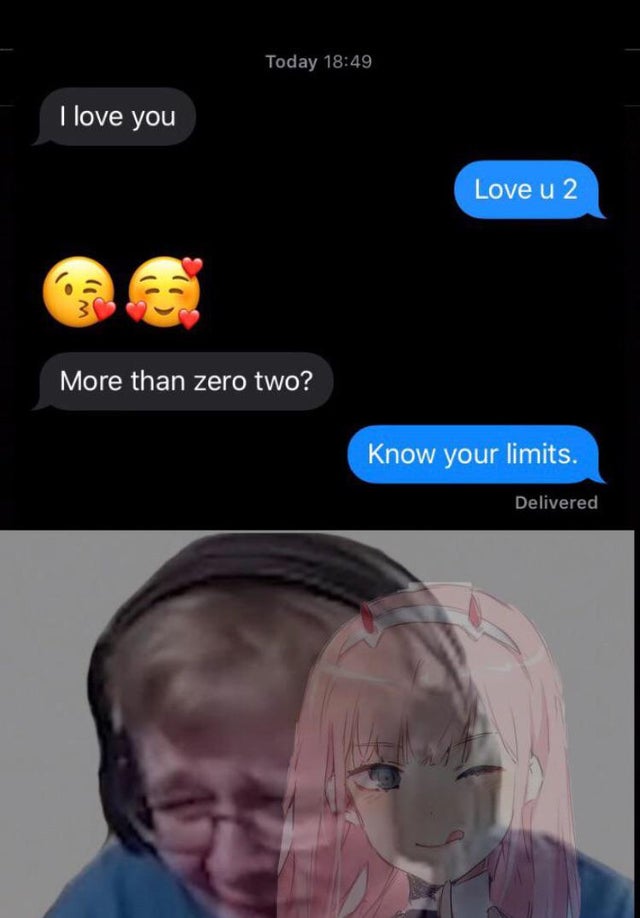 Today 18:49
I love you
Love u 2
😘🥰
More than zero two?
Know your limits.
Delivered